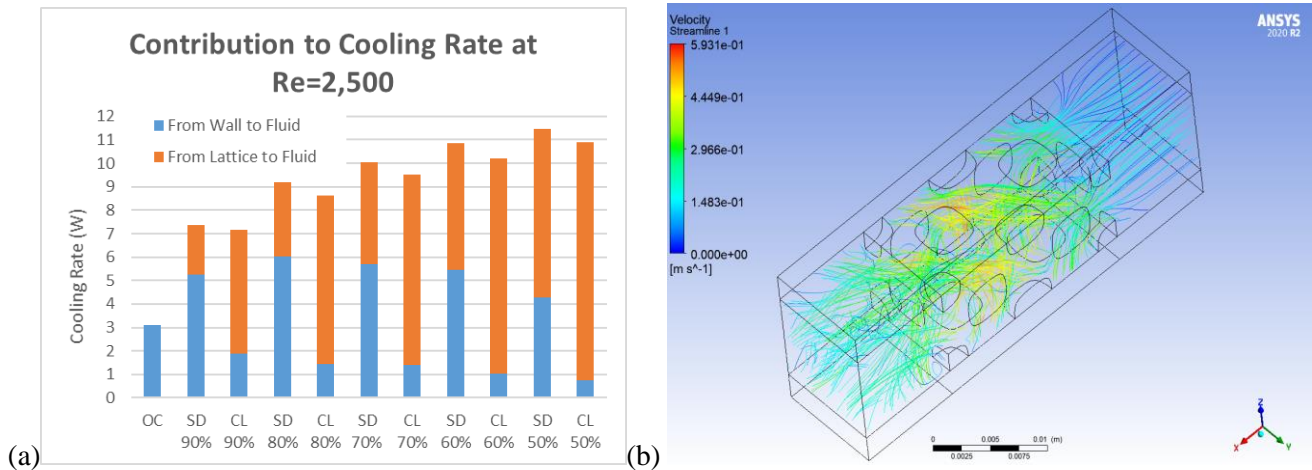 Contribution to Cooling Rate at
Re=2,500
Cooling Rate (W)
12
11
10
9
8
7
6
5
4
3
2
1
0
From Wall to Fluid
From Lattice to Fluid
OC SD CL SD CL SD CL SD CL SD CL
90% 90% 80% 80% 70% 70% 60% 60% 50% 50%
(a)
Velocity
Streamline 1
5.931e-01
4.449e-01
2.966e-01
1.483e-01
0.000e+00
[m s^-1]
ANSYS
2020 R2
0 0.005 0.01 (m)
0.0025 0.0075
Z
X
Y
(b)